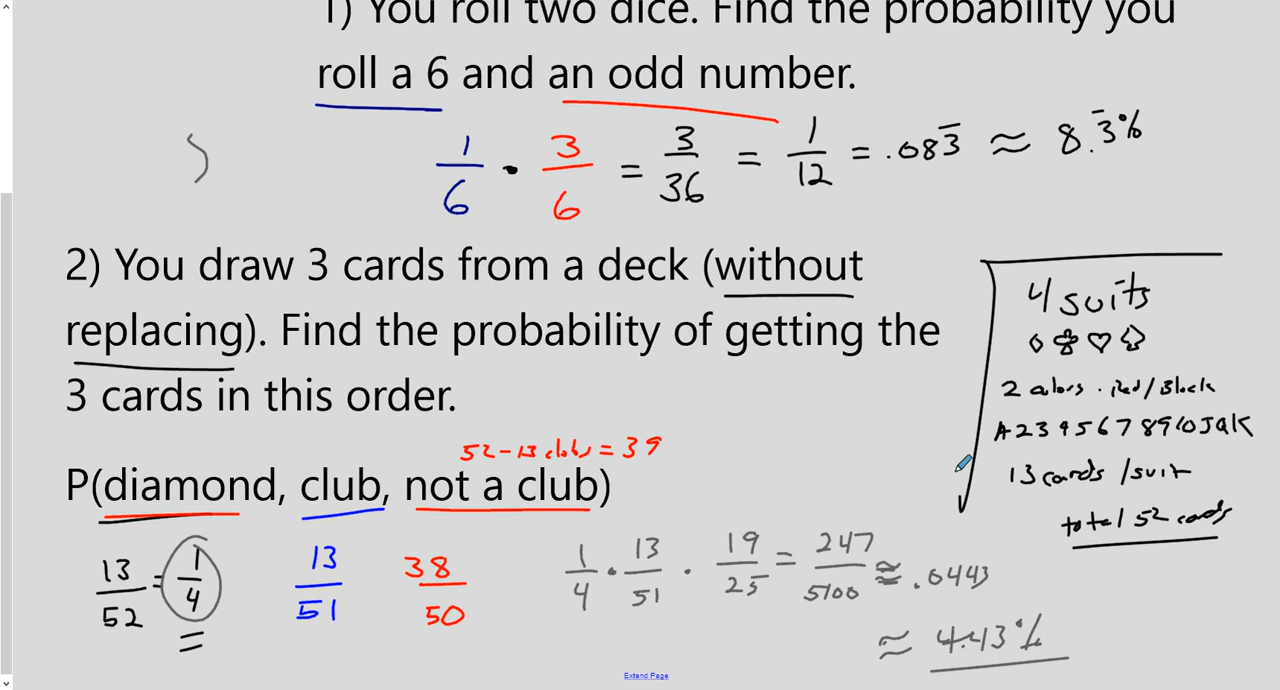 1) You roll two dice. Find the probability you
roll a 6 and an odd number.
1/6 · 3/6 = 3/36 = 1/12 = .083̅ ≈ 8.3̅%
2) You draw 3 cards from a deck (without
replacing). Find the probability of getting the
3 cards in this order.
52-13 clubs = 39
P(diamond, club, not a club)
13/52 = 1/4
13/51
38/50
1/4 · 13/51 · 19/25 = 247/5100 ≈ .0443
≈ 4.43%
4 suits
♢ ♧ ♡ ♤
2 colors · Red/Black
A 2 3 4 5 6 7 8 9 10 J Q K
13 cards /suit
total 52 cards
Extend Page